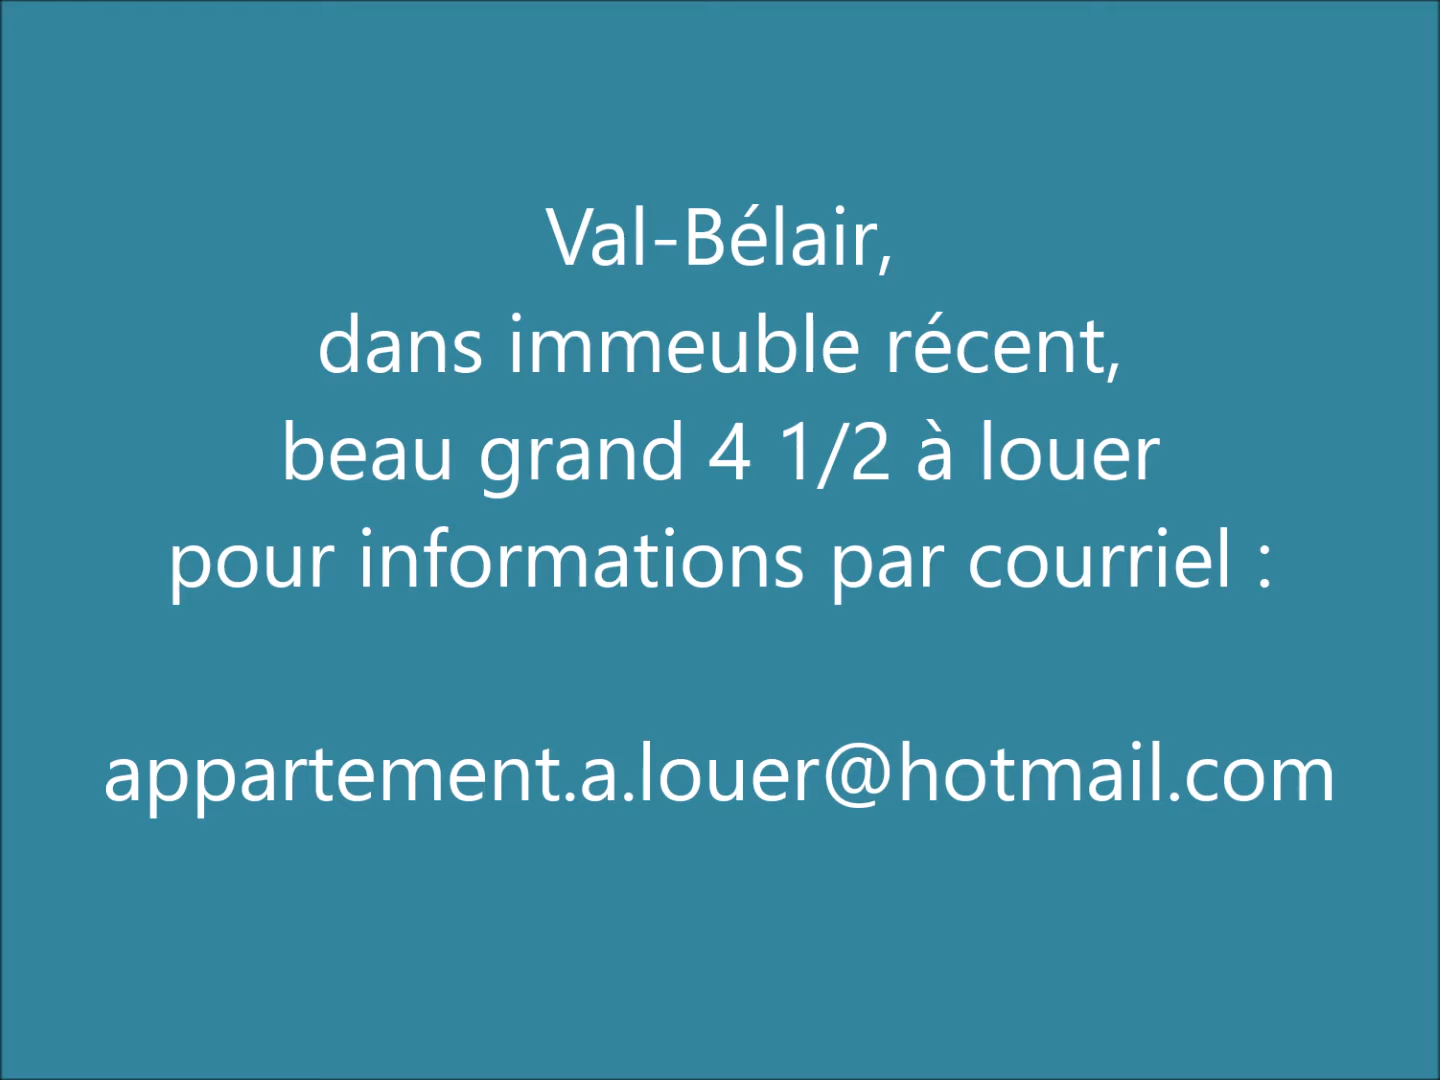 Val-Bélair,
dans immeuble récent,
beau grand 4 1/2 à louer
pour informations par courriel :
appartement.a.louer@hotmail.com